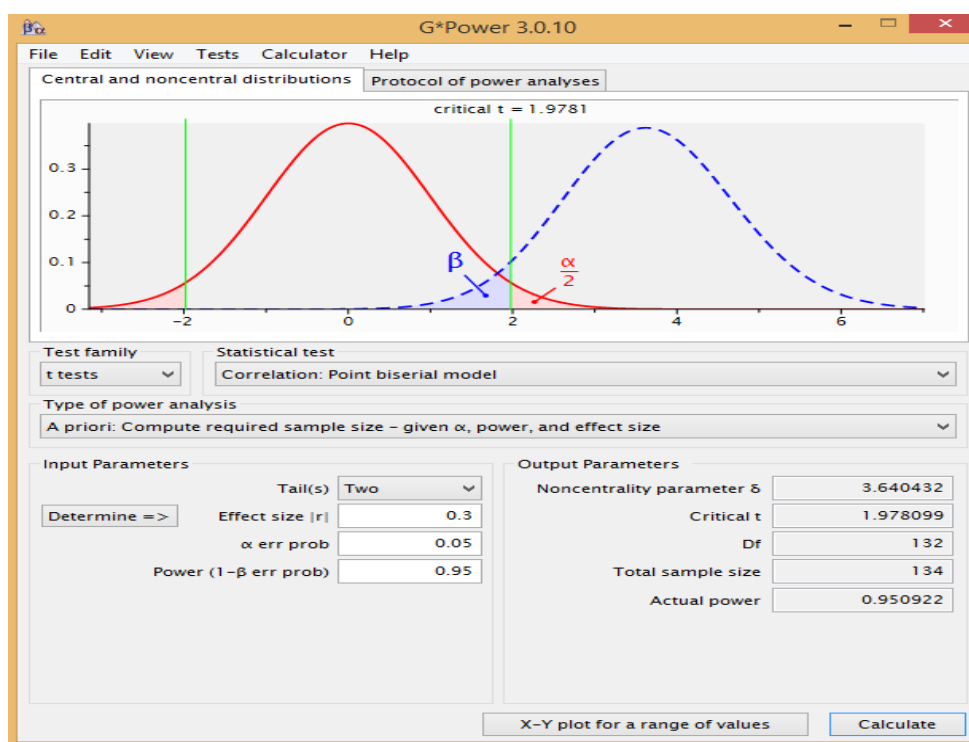 βα G*Power 3.0.10
File Edit View Tests Calculator Help
Central and noncentral distributions Protocol of power analyses
critical t = 1.9781
0.3
0.2
0.1
0
β
α
2
-2 0 2 4 6
Test family Statistical test
t tests Correlation: Point biserial model
Type of power analysis
A priori: Compute required sample size - given α, power, and effect size
Input Parameters
Tail(s) Two
Determine => Effect size |r| 0.3
α err prob 0.05
Power (1-β err prob) 0.95
Output Parameters
Noncentrality parameter δ 3.640432
Critical t 1.978099
Df 132
Total sample size 134
Actual power 0.950922
X-Y plot for a range of values Calculate